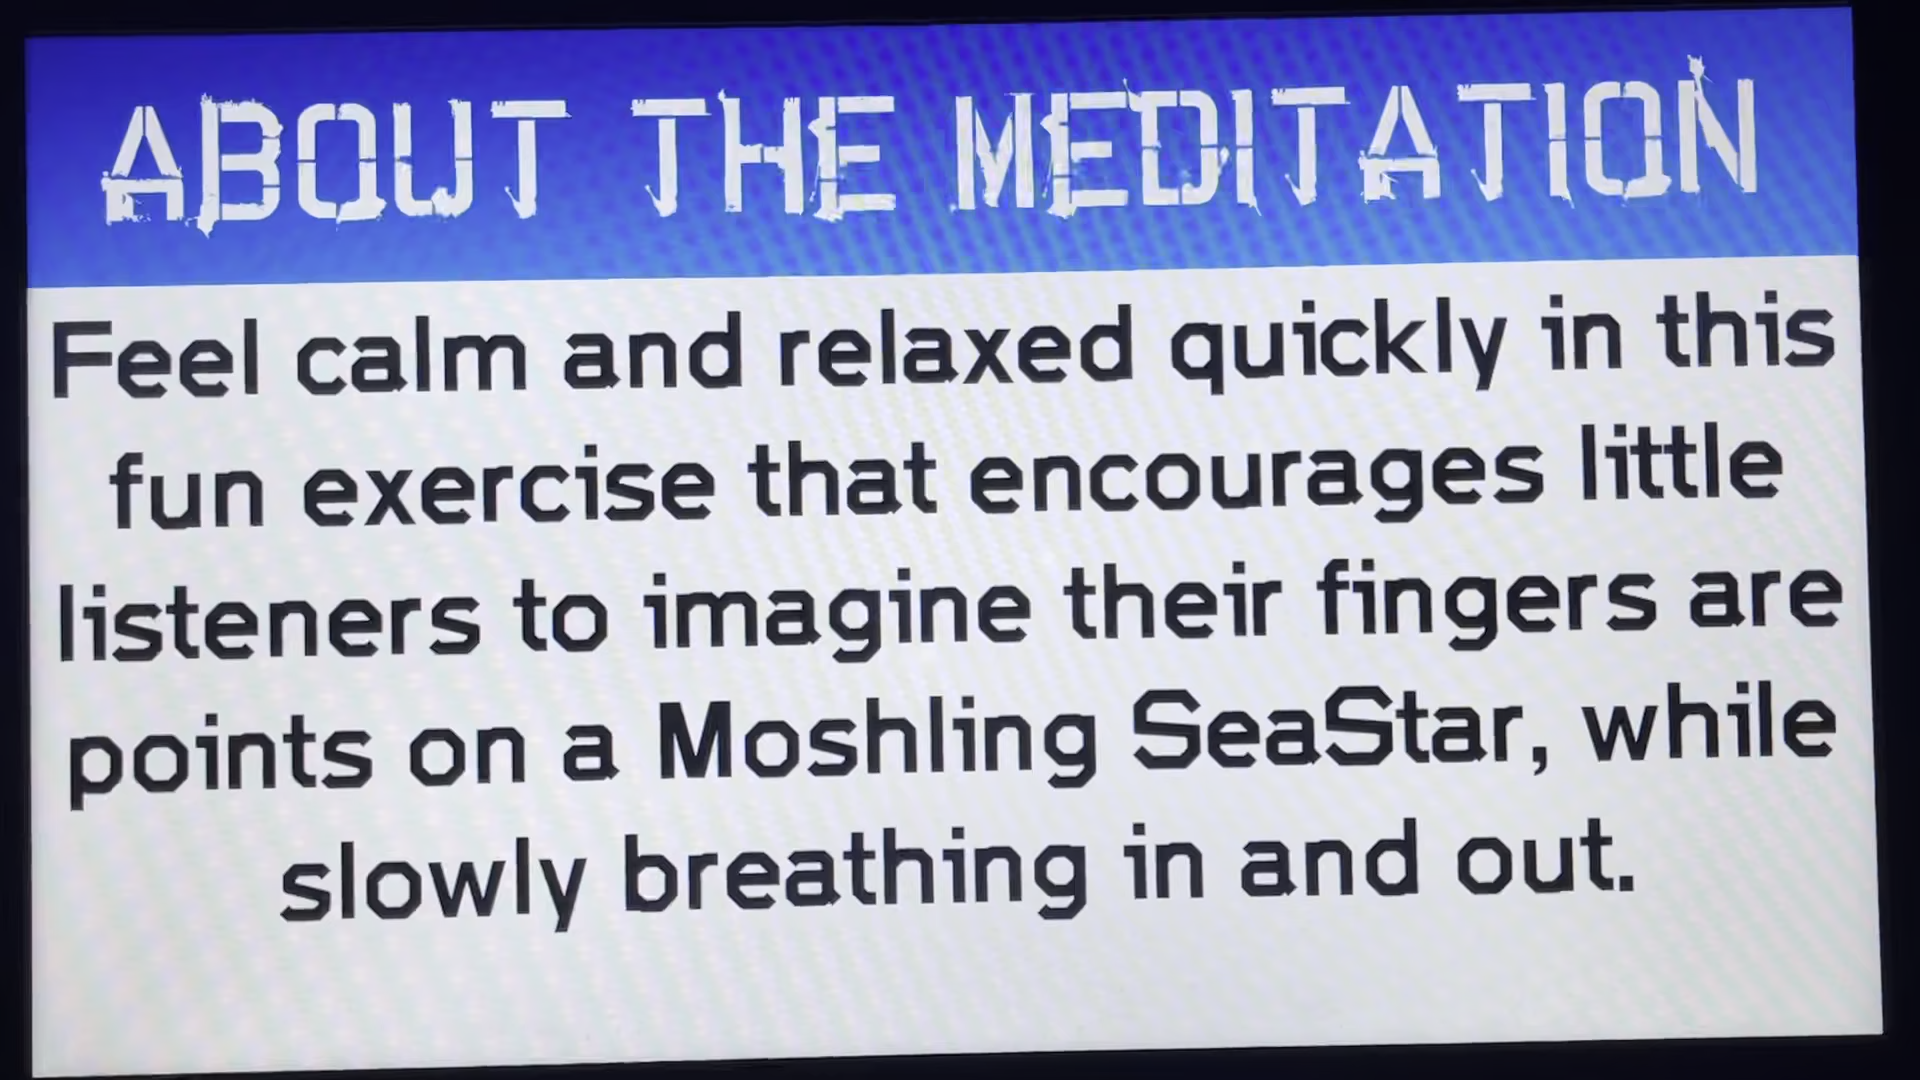 ABOUT THE MEDITATION
Feel calm and relaxed quickly in this
fun exercise that encourages little
listeners to imagine their fingers are
points on a Moshling SeaStar, while
slowly breathing in and out.